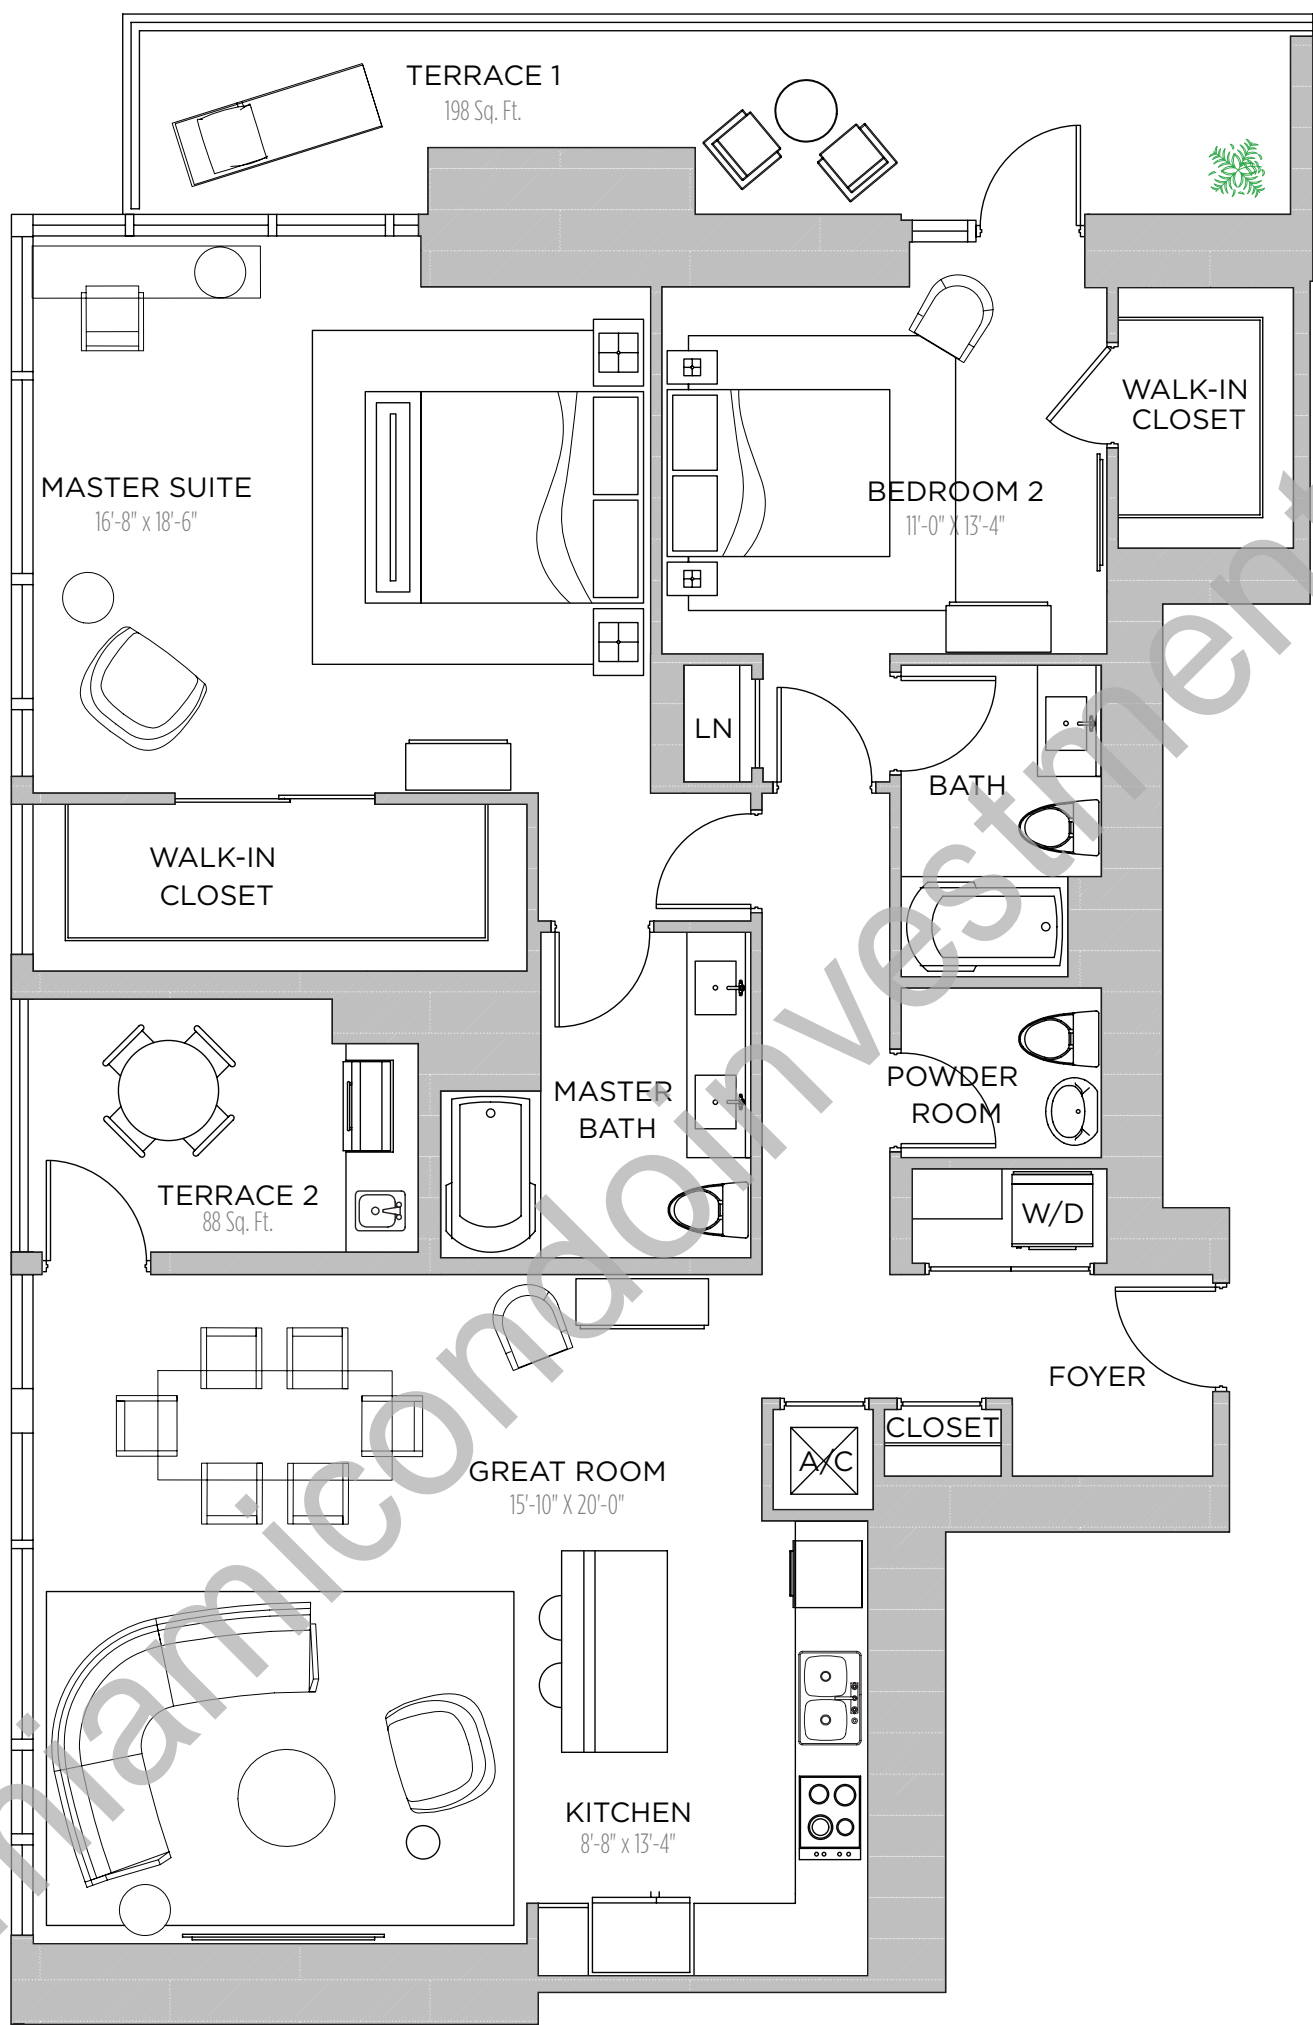 TERRACE 1
198 Sq. Ft.
WALK-IN
CLOSET
MASTER SUITE
16'-8" x 18'-6"
BEDROOM 2
11'-0" X 13'-4"
LN
BATH
WALK-IN
CLOSET
MASTER
BATH
POWDER
ROOM
TERRACE 2
88 Sq. Ft.
W/D
FOYER
CLOSET
A/C
GREAT ROOM
15'-10" X 20'-0"
KITCHEN
8'-8" x 13'-4"
miamicondoinvestment